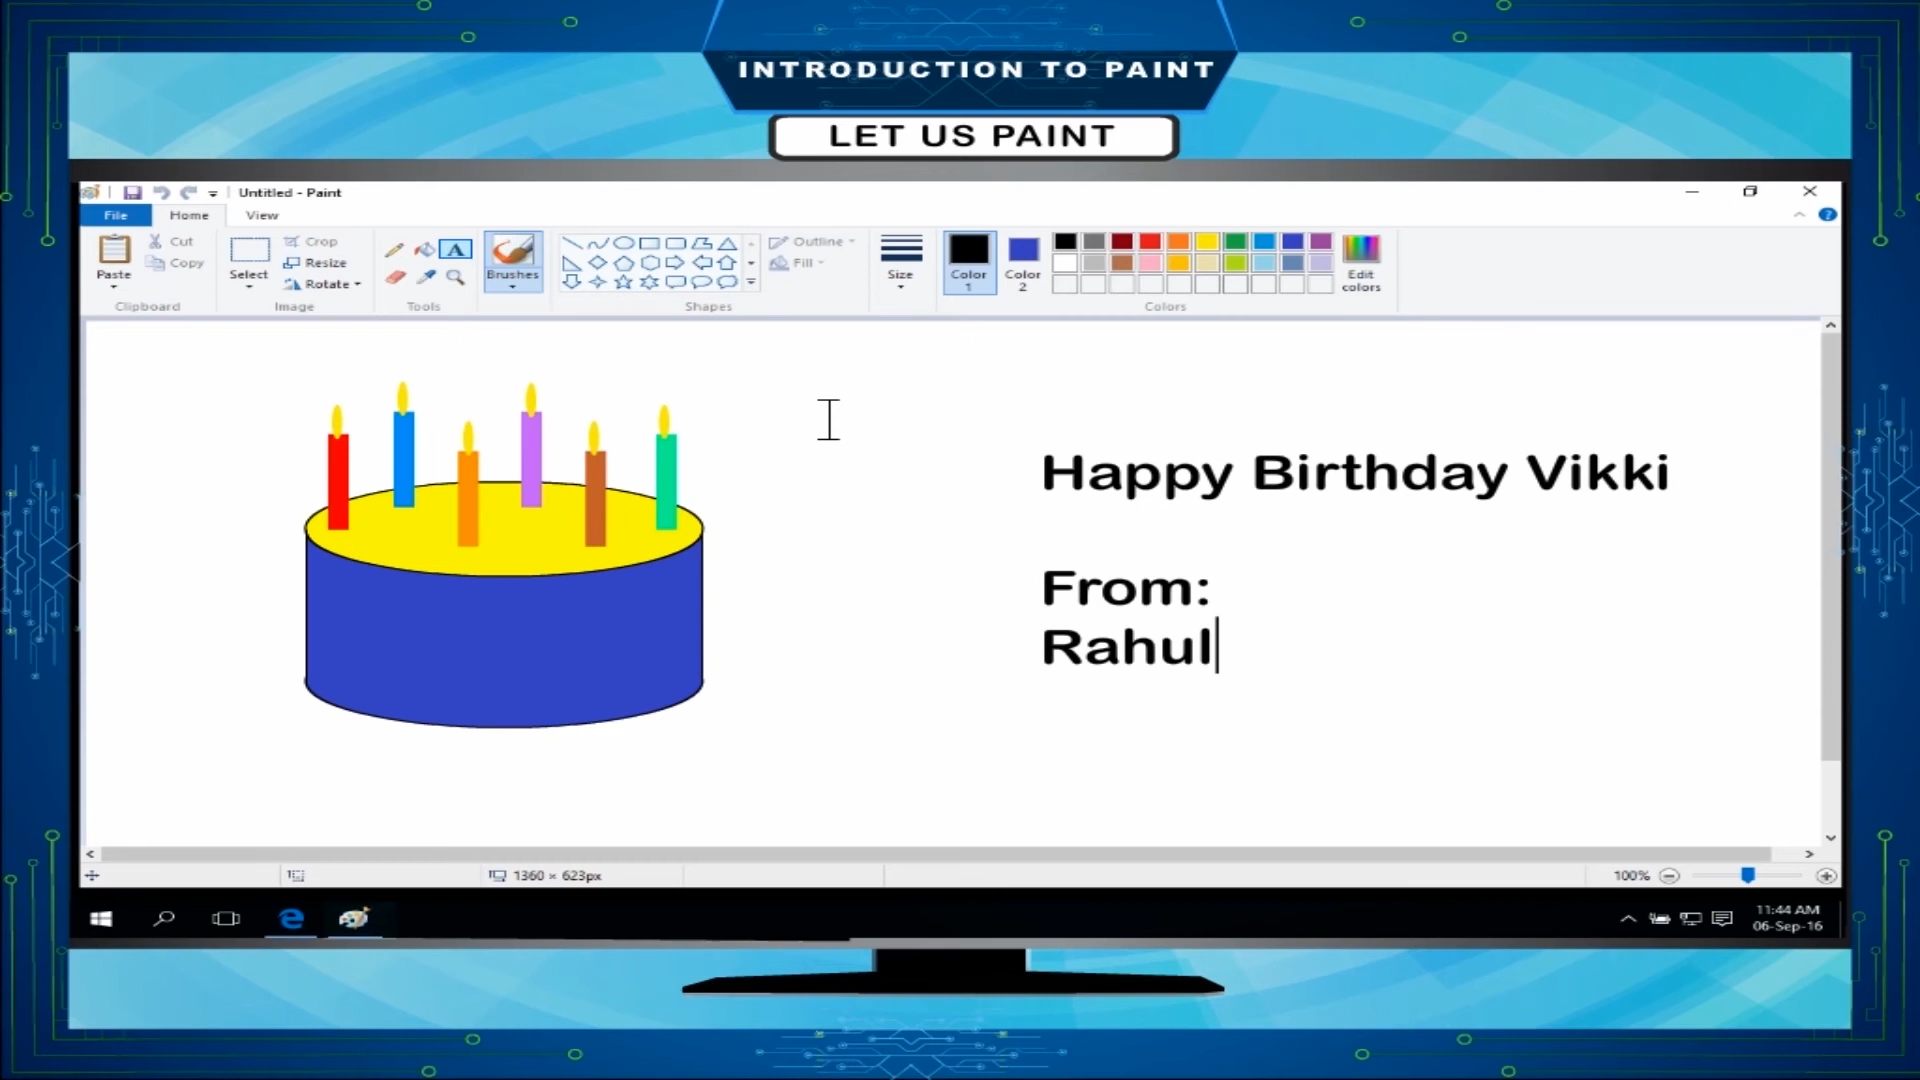 INTRODUCTION TO PAINT
LET US PAINT
Untitled - Paint
File Home View
Paste
Cut
Copy
Clipboard
Select
Crop
Resize
Rotate
Image
A
Tools
Brushes
Outline
Fill
Shapes
Size
Color 1
Color 2
Edit colors
Colors
Happy Birthday Vikki
From:
Rahul
1360 × 623px
100%
11:44 AM
06-Sep-16